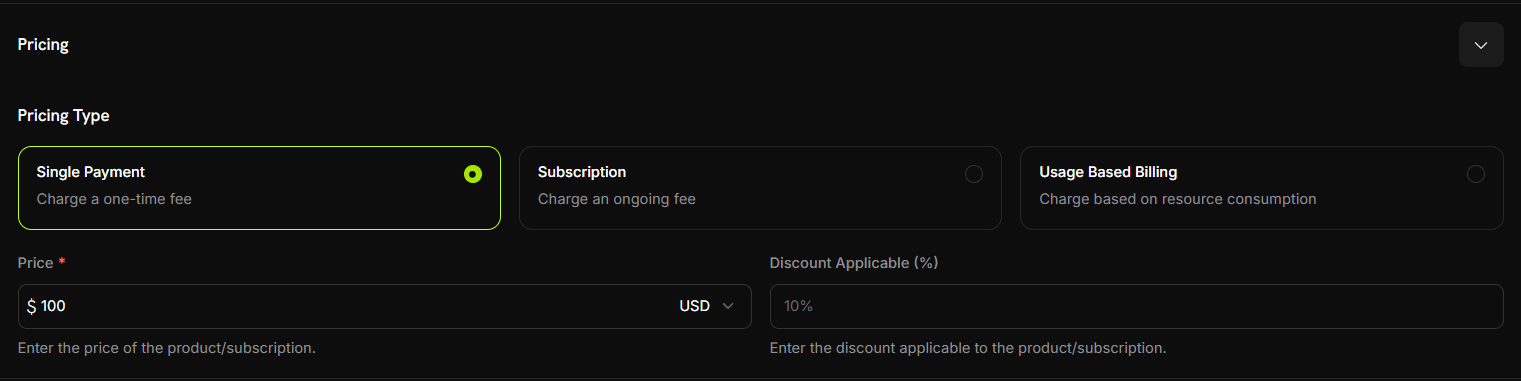 Pricing
Pricing Type
Single Payment
Charge a one-time fee
Subscription
Charge an ongoing fee
Usage Based Billing
Charge based on resource consumption
Price *
Discount Applicable (%)
$ 100
USD
10%
Enter the price of the product/subscription.
Enter the discount applicable to the product/subscription.